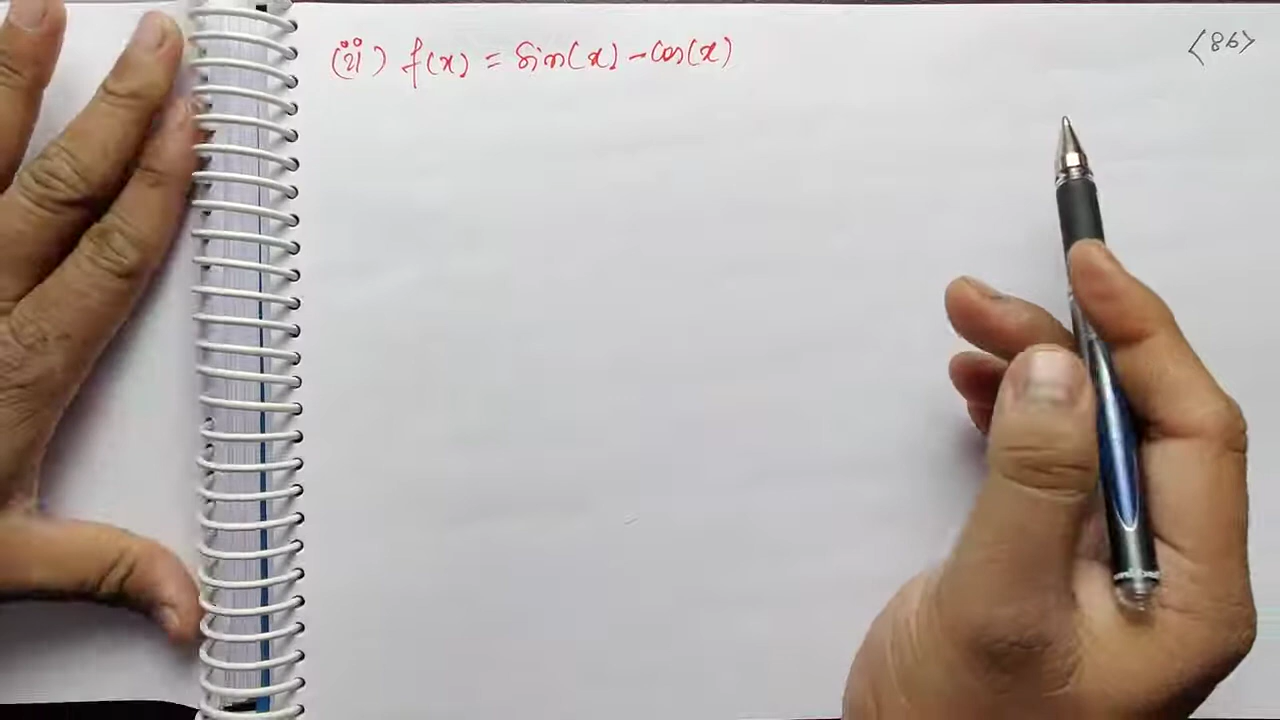 (ii) f(x) = Sin(x) - Cos(x)
<86>